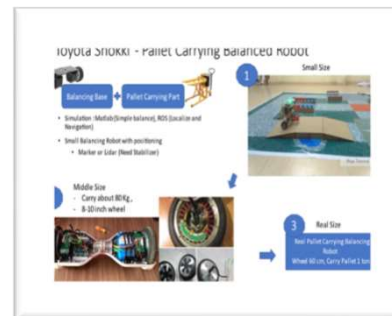 Toyota Shokki - Pallet Carrying Balanced Robot
Balancing Base
Pallet Carrying Part
• Simulation :Matlab(Simple balance), ROS (Localize and
Navigation)
• Small Balancing Robot with positioning
• Marker or Lidar (Need Stabilizer)
1
Small Size
Middle Size
- Carry about 80 Kg,
- 8-10 inch wheel
3
Real Size
Real Pallet Carrying Balancing
Robot
Wheel 60 cm, Carry Pallet 1 ton